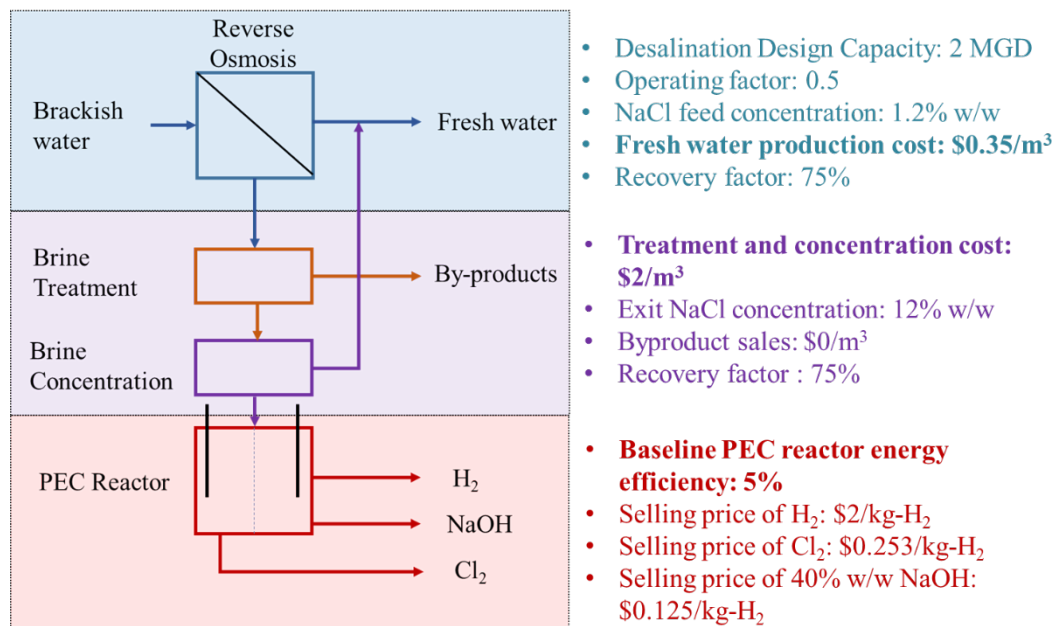 Reverse
Osmosis
Brackish
water
Fresh water
• Desalination Design Capacity: 2 MGD
• Operating factor: 0.5
• NaCl feed concentration: 1.2% w/w
• Fresh water production cost: $0.35/m³
• Recovery factor: 75%
Brine
Treatment
By-products
Brine
Concentration
• Treatment and concentration cost:
$2/m³
• Exit NaCl concentration: 12% w/w
• Byproduct sales: $0/m³
• Recovery factor : 75%
PEC Reactor
H₂
NaOH
Cl₂
• Baseline PEC reactor energy
efficiency: 5%
• Selling price of H₂: $2/kg-H₂
• Selling price of Cl₂: $0.253/kg-H₂
• Selling price of 40% w/w NaOH:
$0.125/kg-H₂